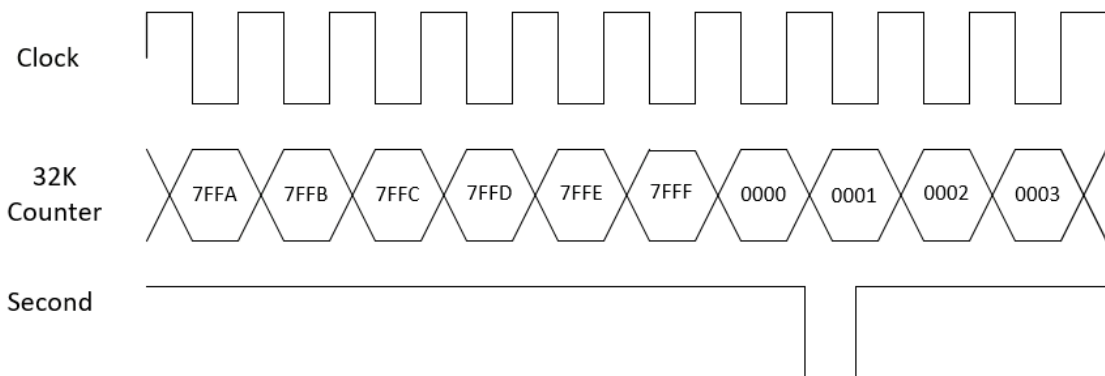 Clock
32K
Counter
7FFA 7FFB 7FFC 7FFD 7FFE 7FFF 0000 0001 0002 0003
Second